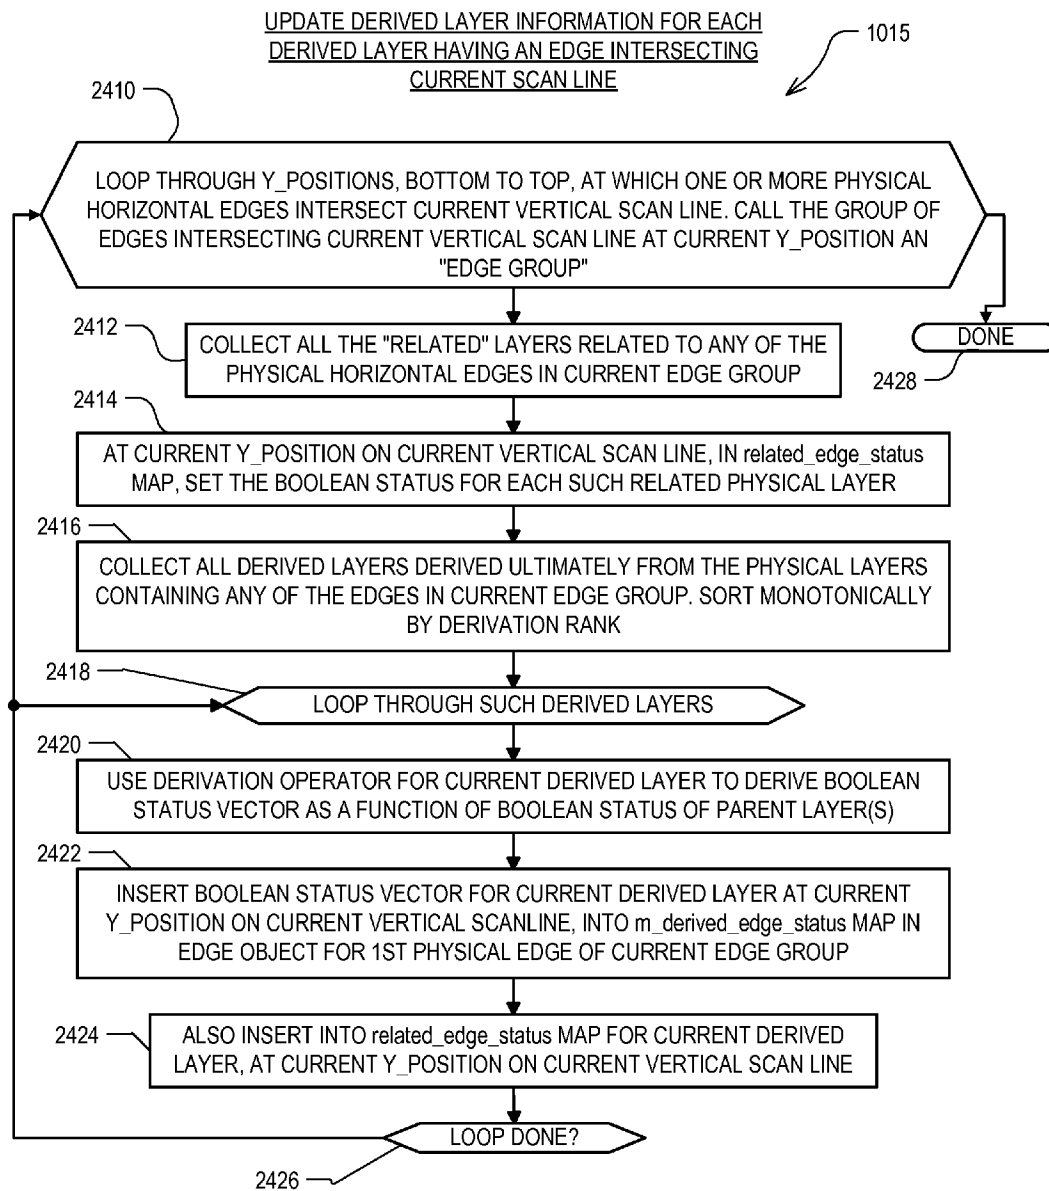 UPDATE DERIVED LAYER INFORMATION FOR EACH
DERIVED LAYER HAVING AN EDGE INTERSECTING
CURRENT SCAN LINE
1015
2410
LOOP THROUGH Y_POSITIONS, BOTTOM TO TOP, AT WHICH ONE OR MORE PHYSICAL
HORIZONTAL EDGES INTERSECT CURRENT VERTICAL SCAN LINE. CALL THE GROUP OF
EDGES INTERSECTING CURRENT VERTICAL SCAN LINE AT CURRENT Y_POSITION AN
"EDGE GROUP"
2412
COLLECT ALL THE "RELATED" LAYERS RELATED TO ANY OF THE
PHYSICAL HORIZONTAL EDGES IN CURRENT EDGE GROUP
DONE
2428
2414
AT CURRENT Y_POSITION ON CURRENT VERTICAL SCAN LINE, IN related_edge_status
MAP, SET THE BOOLEAN STATUS FOR EACH SUCH RELATED PHYSICAL LAYER
2416
COLLECT ALL DERIVED LAYERS DERIVED ULTIMATELY FROM THE PHYSICAL LAYERS
CONTAINING ANY OF THE EDGES IN CURRENT EDGE GROUP. SORT MONOTONICALLY
BY DERIVATION RANK
2418
LOOP THROUGH SUCH DERIVED LAYERS
2420
USE DERIVATION OPERATOR FOR CURRENT DERIVED LAYER TO DERIVE BOOLEAN
STATUS VECTOR AS A FUNCTION OF BOOLEAN STATUS OF PARENT LAYER(S)
2422
INSERT BOOLEAN STATUS VECTOR FOR CURRENT DERIVED LAYER AT CURRENT
Y_POSITION ON CURRENT VERTICAL SCANLINE, INTO m_derived_edge_status MAP IN
EDGE OBJECT FOR 1ST PHYSICAL EDGE OF CURRENT EDGE GROUP
2424
ALSO INSERT INTO related_edge_status MAP FOR CURRENT DERIVED
LAYER, AT CURRENT Y_POSITION ON CURRENT VERTICAL SCAN LINE
LOOP DONE?
2426